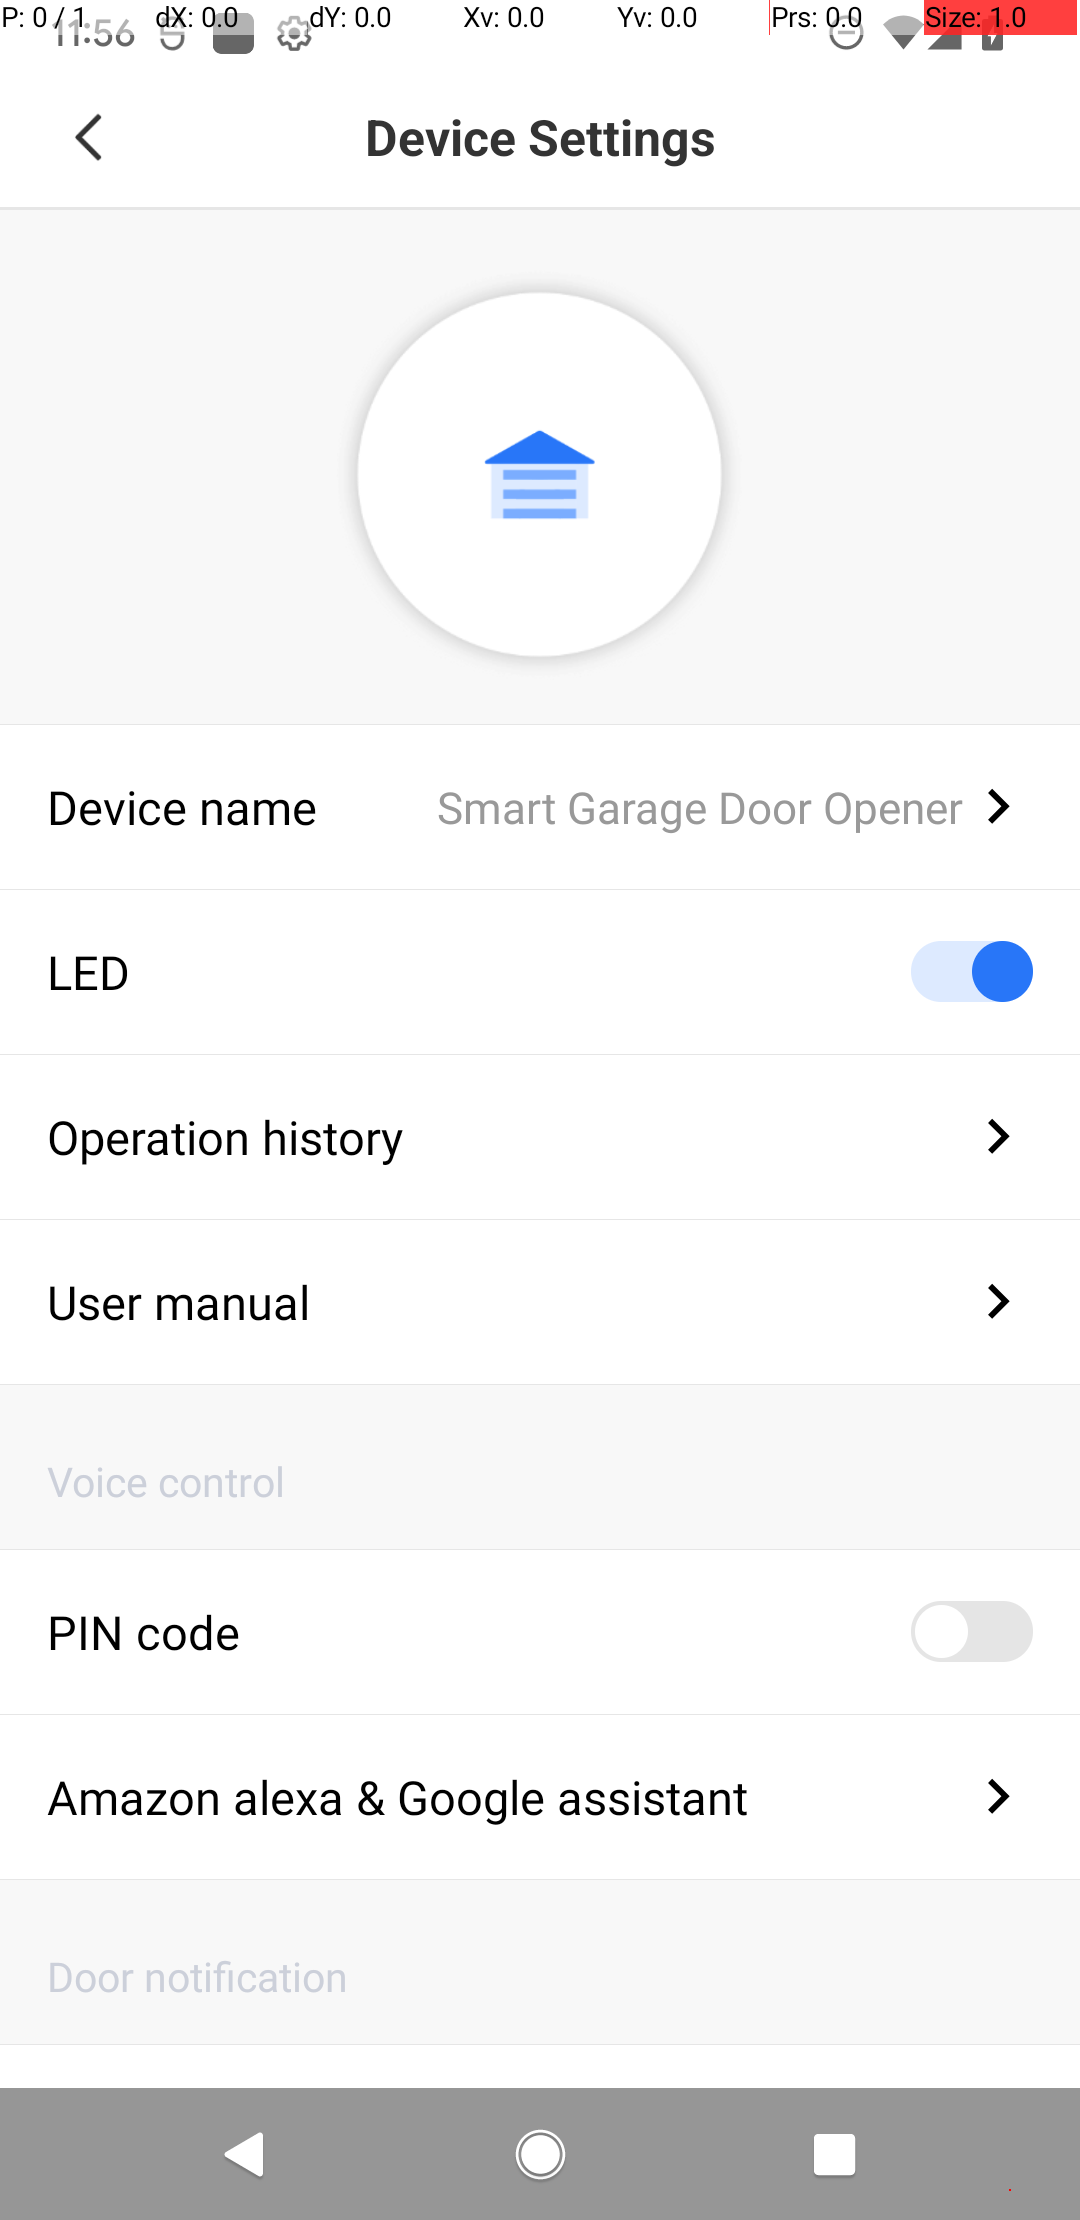 P: 0 / 1 dX: 0.0 dY: 0.0 Xv: 0.0 Yv: 0.0 Prs: 0.0 Size: 1.0
11:56
Device Settings
Device name Smart Garage Door Opener
LED
Operation history
User manual
Voice control
PIN code
Amazon alexa & Google assistant
Door notification